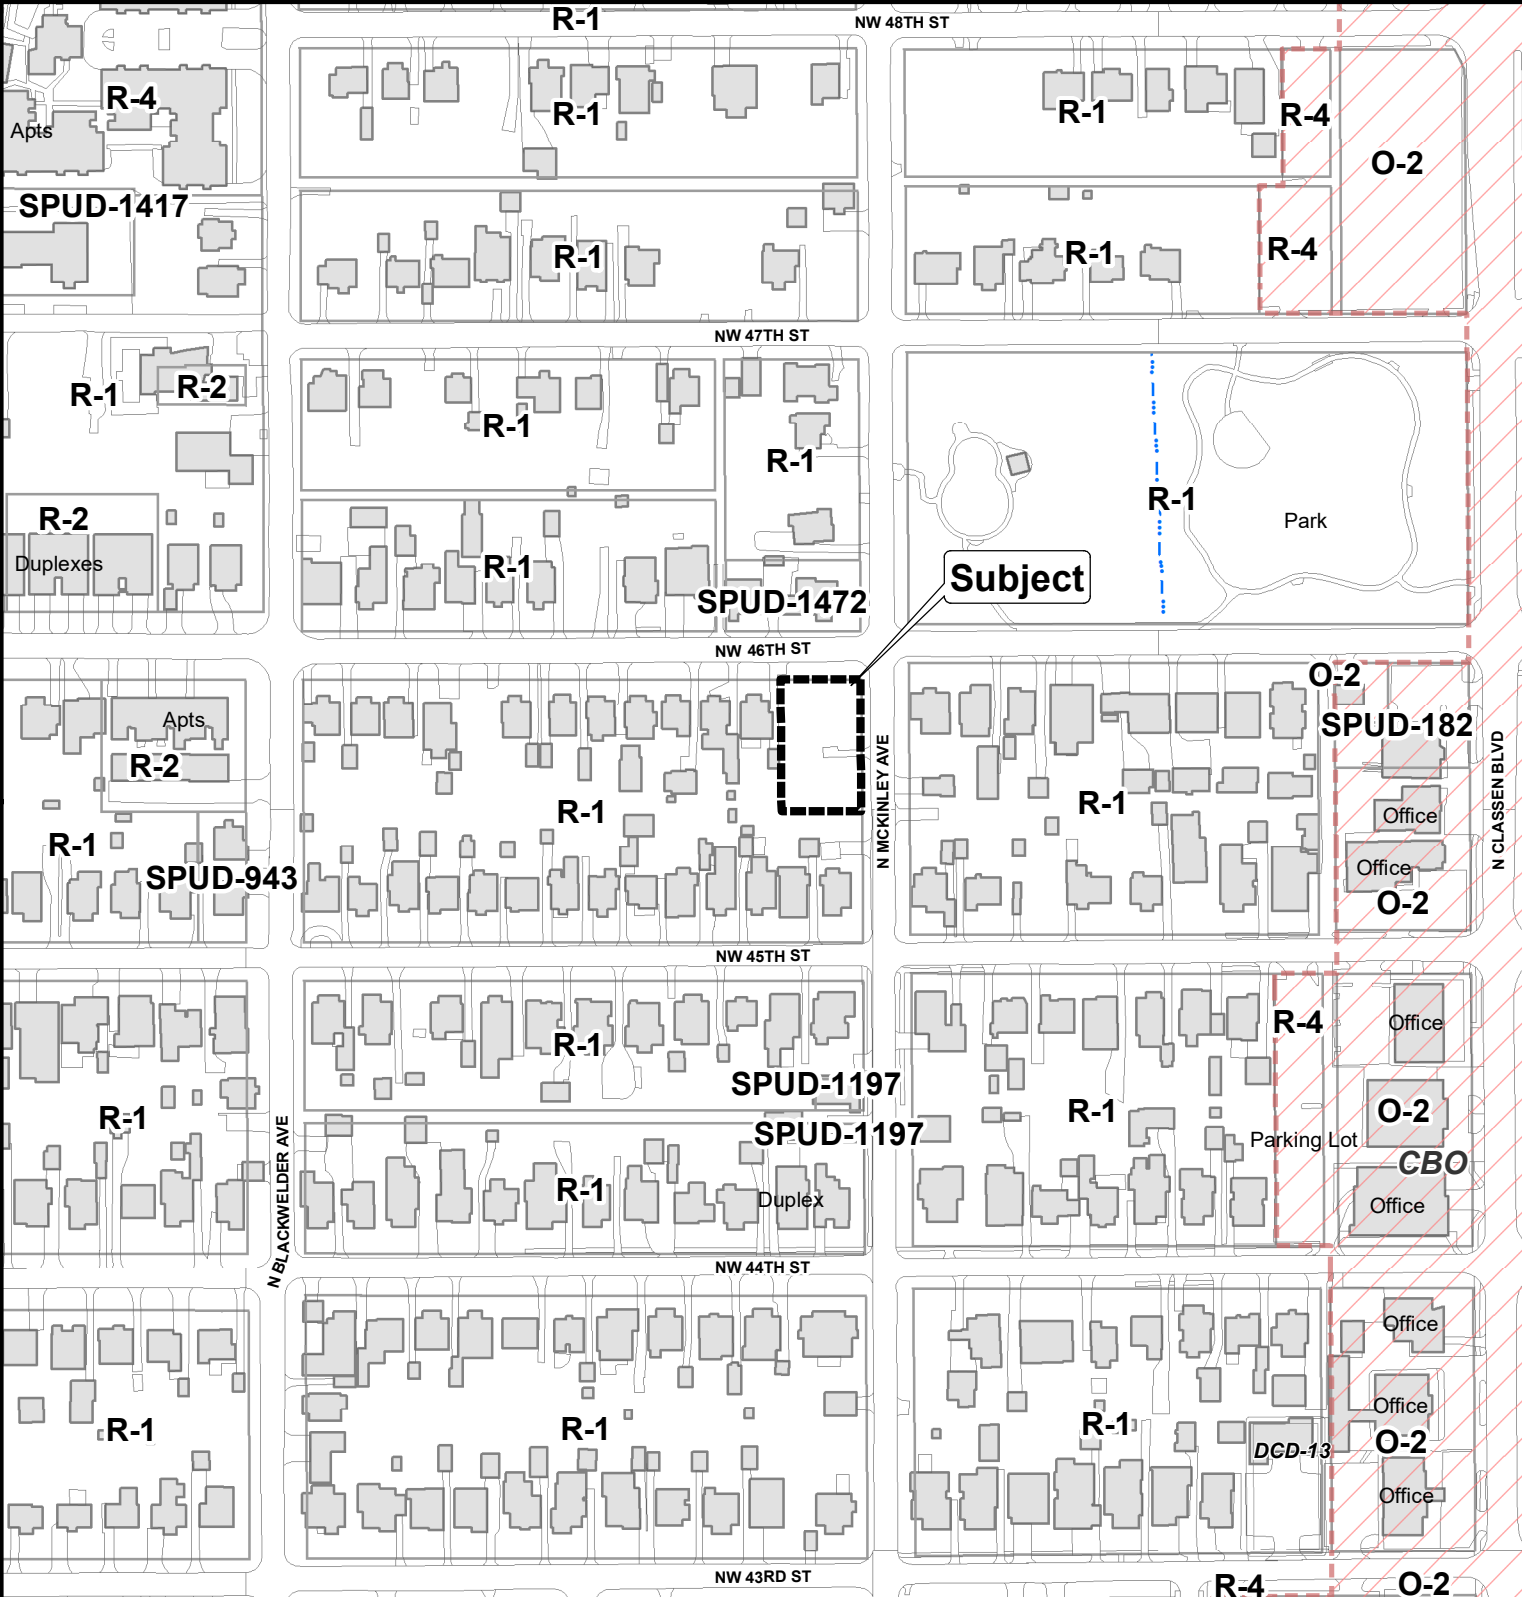 R-1
NW 48TH ST
R-4
Apts
R-1
R-1
R-4
O-2
SPUD-1417
R-1
R-1
R-4
NW 47TH ST
R-1
R-2
R-1
R-1
R-1
Park
R-2
Duplexes
R-1
Subject
SPUD-1472
NW 46TH ST
O-2
Apts
SPUD-182
R-2
N MCKINLEY AVE
N CLASSEN BLVD
R-1
R-1
Office
R-1
Office
SPUD-943
O-2
NW 45TH ST
R-4
Office
R-1
SPUD-1197
R-1
R-1
O-2
SPUD-1197
Parking Lot
CBO
N BLACKWELDER AVE
R-1
Duplex
Office
NW 44TH ST
Office
Office
R-1
R-1
R-1
O-2
DCD-13
Office
NW 43RD ST
R-4
O-2